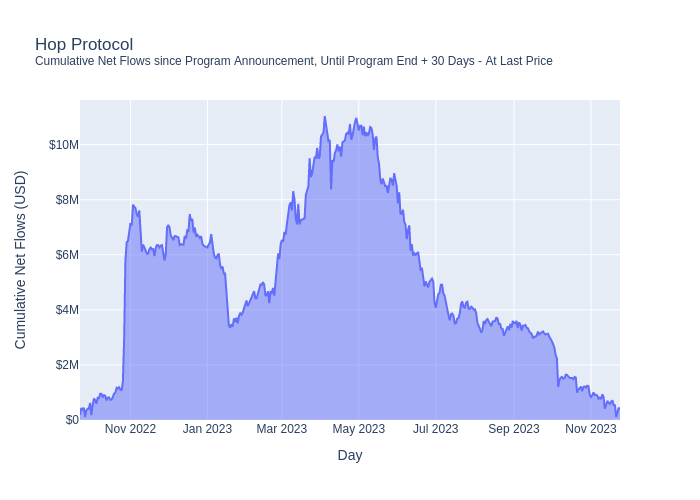 Hop Protocol
Cumulative Net Flows since Program Announcement, Until Program End + 30 Days - At Last Price
Cumulative Net Flows (USD)
$10M
$8M
$6M
$4M
$2M
$0
Nov 2022 Jan 2023 Mar 2023 May 2023 Jul 2023 Sep 2023 Nov 2023
Day